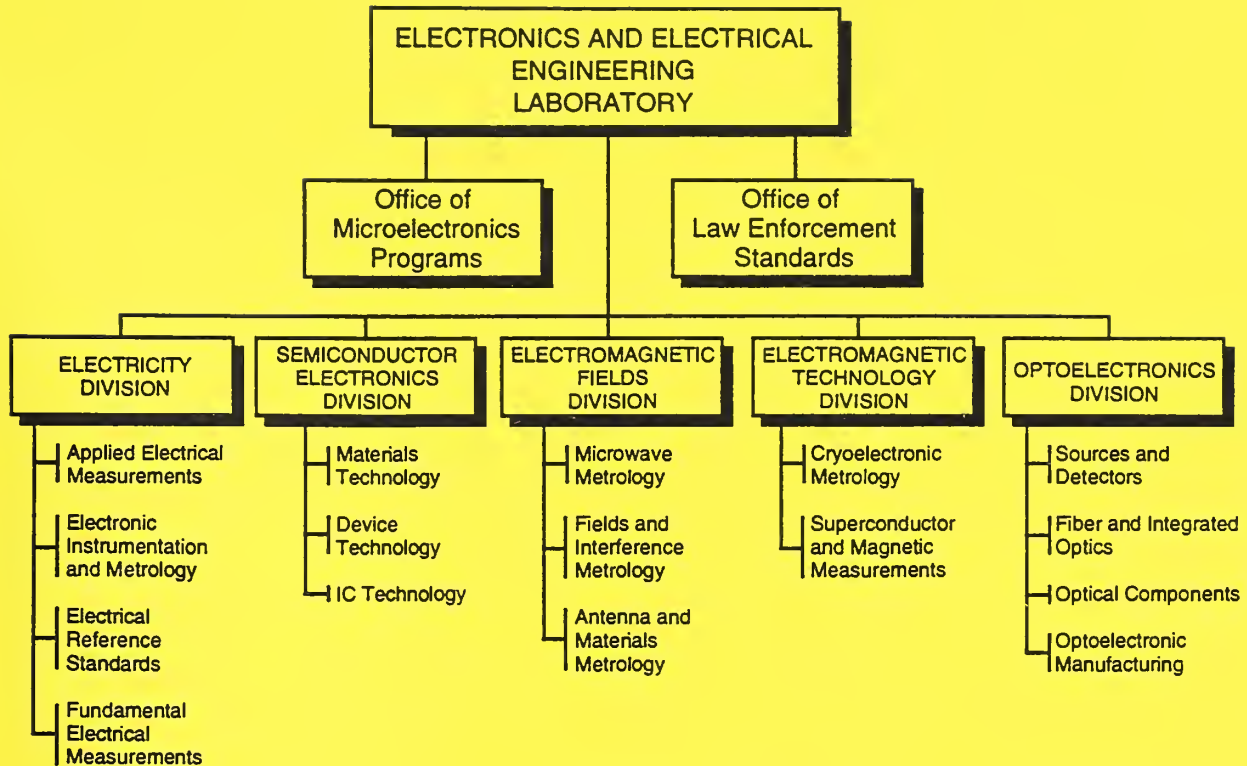 ELECTRONICS AND ELECTRICAL
ENGINEERING
LABORATORY
Office of
Microelectronics
Programs
Office of
Law Enforcement
Standards
ELECTRICITY
DIVISION
Applied Electrical
Measurements
Electronic
Instrumentation
and Metrology
Electrical
Reference
Standards
Fundamental
Electrical
Measurements
SEMICONDUCTOR
ELECTRONICS
DIVISION
Materials
Technology
Device
Technology
IC Technology
ELECTROMAGNETIC
FIELDS
DIVISION
Microwave
Metrology
Fields and
Interference
Metrology
Antenna and
Materials
Metrology
ELECTROMAGNETIC
TECHNOLOGY
DIVISION
Cryoelectronic
Metrology
Superconductor
and Magnetic
Measurements
OPTOELECTRONICS
DIVISION
Sources and
Detectors
Fiber and Integrated
Optics
Optical Components
Optoelectronic
Manufacturing